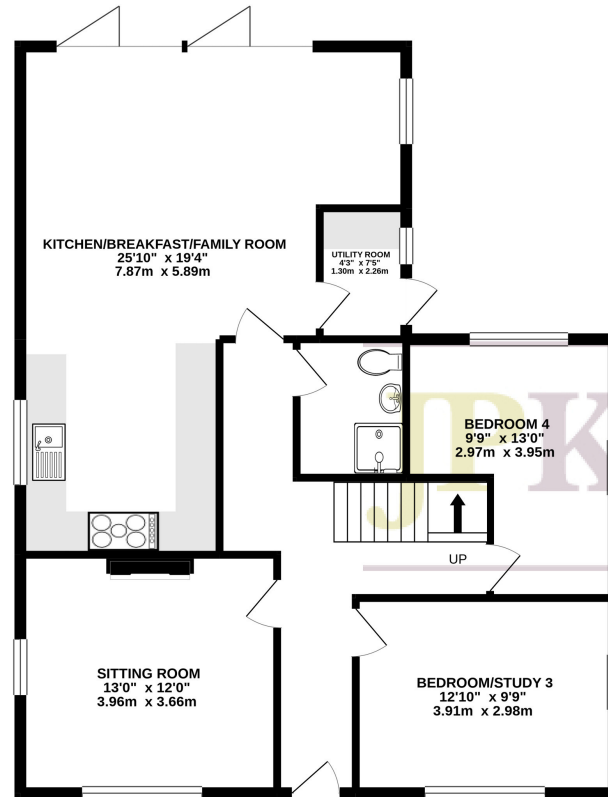 KITCHEN/BREAKFAST/FAMILY ROOM
25'10" x 19'4"
7.87m x 5.89m
UTILITY ROOM
4'3" x 7'5"
1.30m x 2.26m
BEDROOM 4
9'9" x 13'0"
2.97m x 3.95m
JPK
UP
SITTING ROOM
13'0" x 12'0"
3.96m x 3.66m
BEDROOM/STUDY 3
12'10" x 9'9"
3.91m x 2.98m